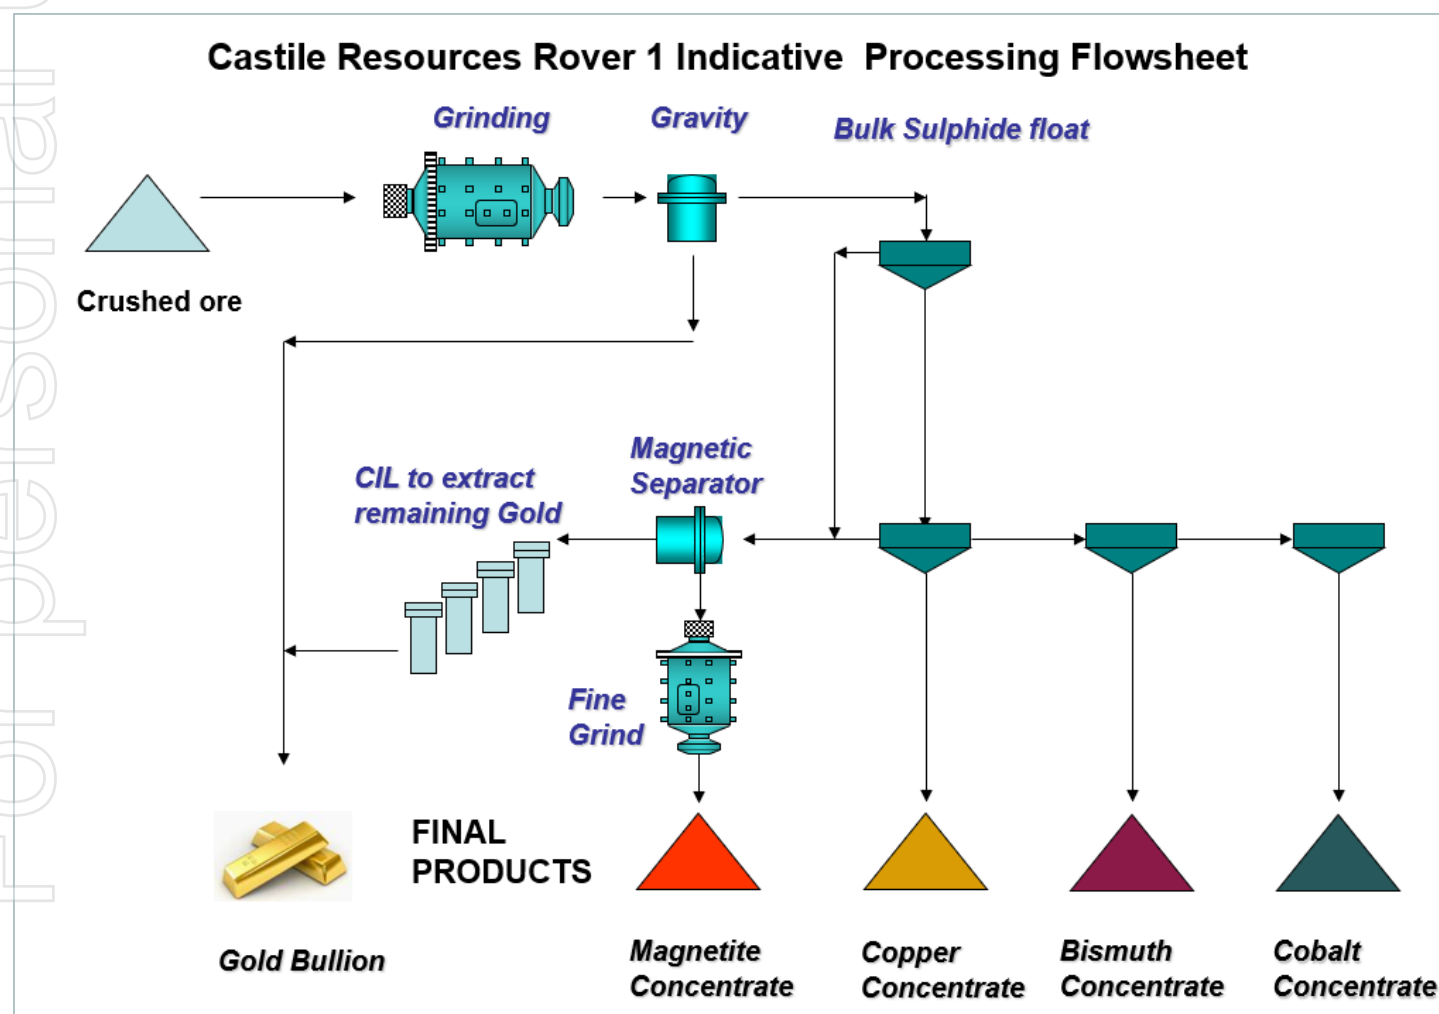 Castile Resources Rover 1 Indicative Processing Flowsheet
Grinding
Gravity
Bulk Sulphide float
Crushed ore
Magnetic
Separator
CIL to extract
remaining Gold
Fine
Grind
FINAL
PRODUCTS
Gold Bullion
Magnetite
Concentrate
Copper
Concentrate
Bismuth
Concentrate
Cobalt
Concentrate
For personal